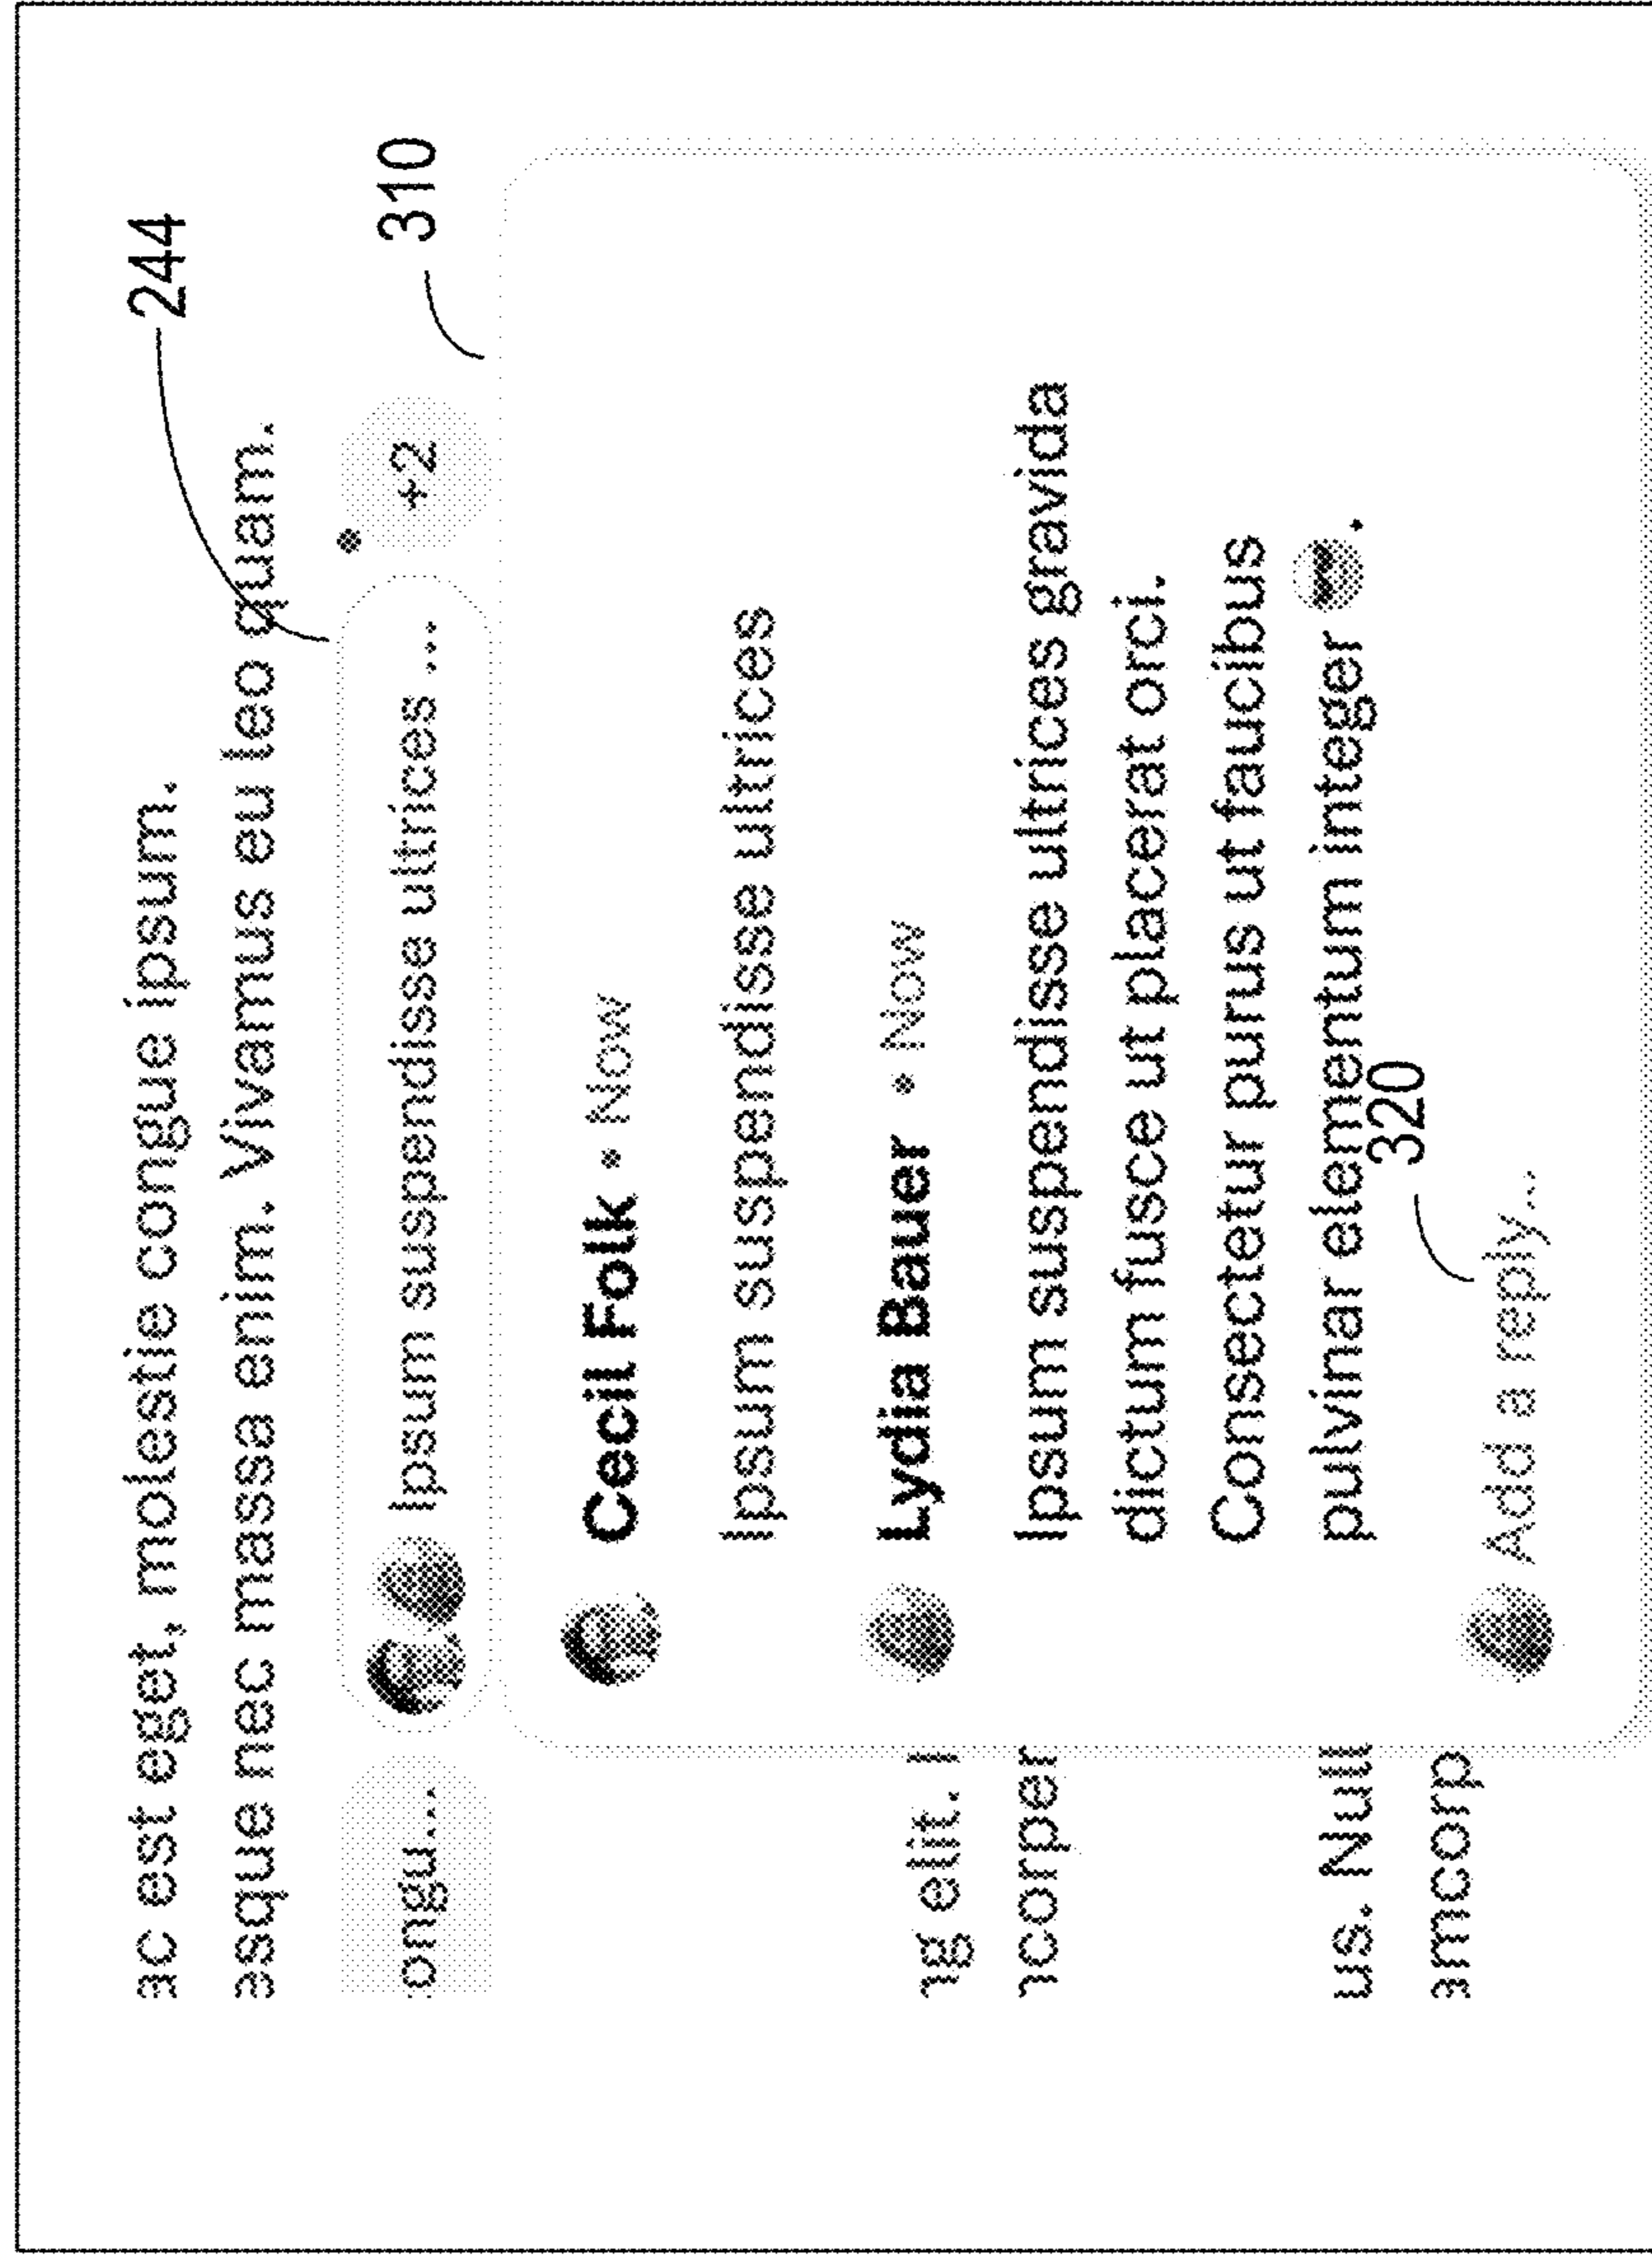 244
ac est eget, molestie congue ipsum.
esque nec massa enim. Vivamus eu leo quam.
310
ongu... Ipsum suspendisse ultrices ... +2
Cecil Folk • Now
Ipsum suspendisse ultrices
Lydia Bauer • Now
ng elit. I
Ipsum suspendisse ultrices gravida
ncorper
dictum fusce ut placerat orci.
Consectetur purus ut faucibus
pulvinar elementum integer .
us. Null
320
amcorp
Add a reply...